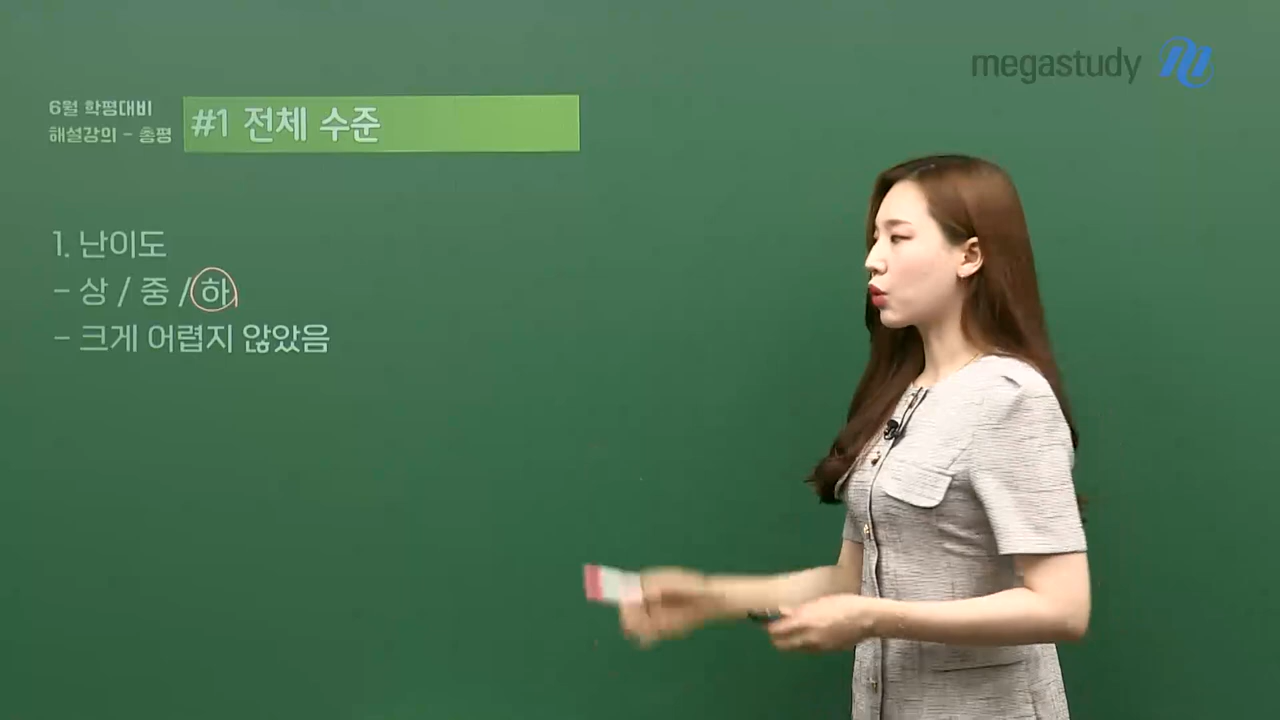 megastudy
6월 학평대비
해설강의 - 총평
#1 전체 수준
1. 난이도
- 상 / 중 / 하
- 크게 어렵지 않았음